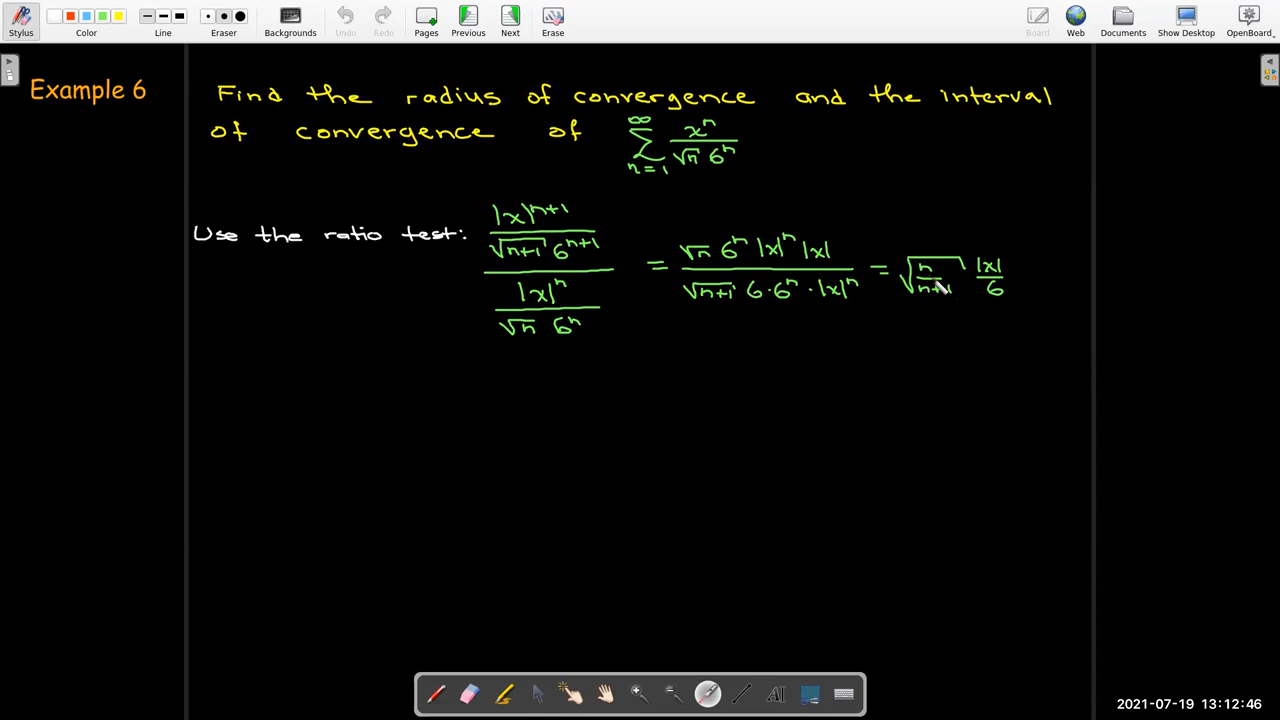 Stylus Color Line Eraser Backgrounds Undo Redo Pages Previous Next Erase Board Web Documents Show Desktop OpenBoard
Example 6
Find the radius of convergence and the interval
of convergence of ∑_{n=1}^{∞} x^n / (√n 6^n)
Use the ratio test: (|x|^{n+1} / (√(n+1) 6^{n+1})) / (|x|^n / (√n 6^n)) = (√n 6^n |x|^n |x|) / (√(n+1) 6·6^n·|x|^n) = √(n/(n+1)) |x|/6
AI
2021-07-19 13:12:46